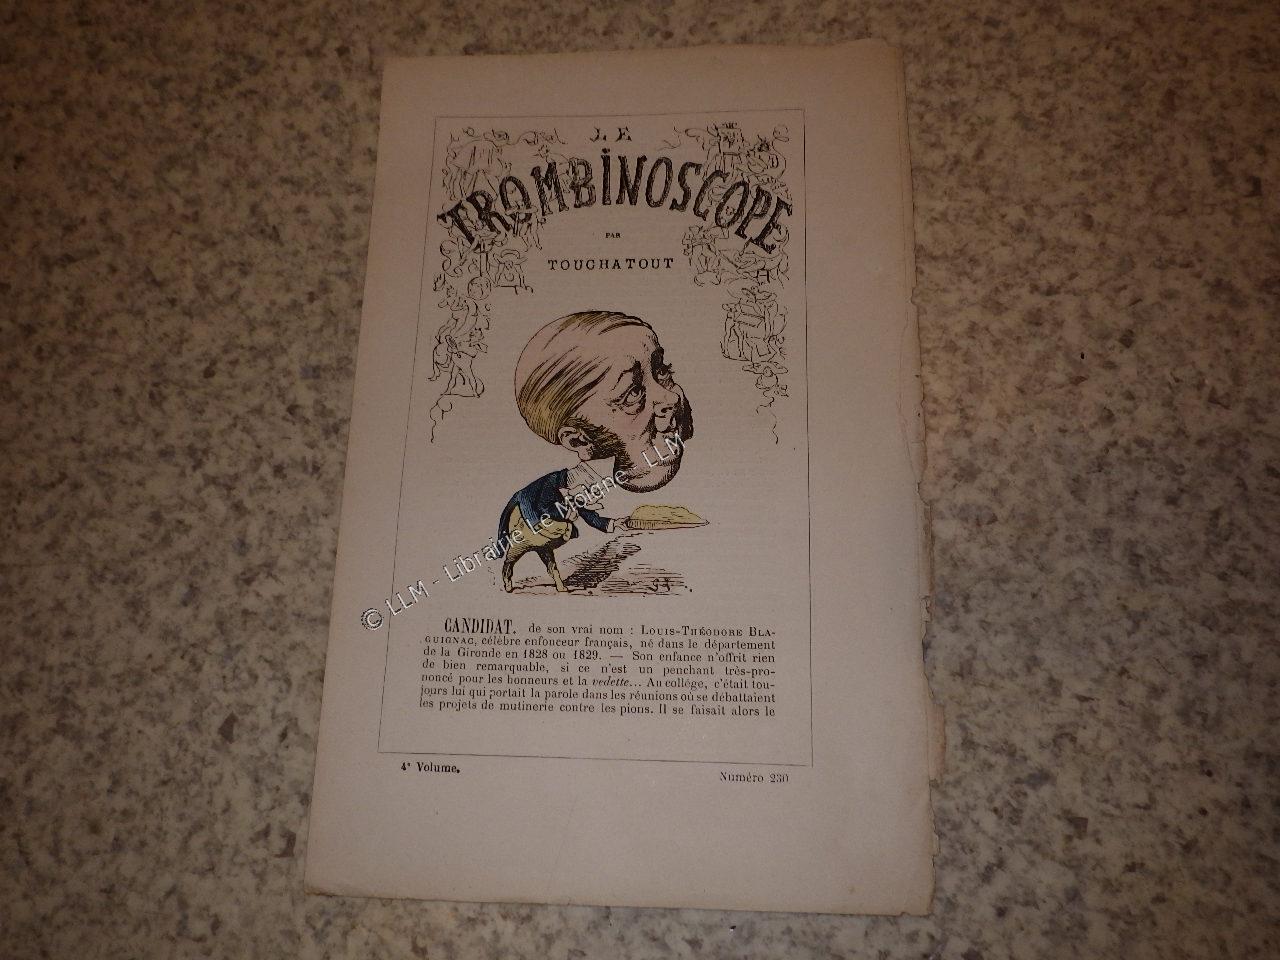 LE
TROMBINOSCOPE
PAR
TOUCHATOUT
© LLM - Librairie Le Moigne - LLM
CANDIDAT, de son vrai nom : LOUIS-THÉODORE BLA-
GUIGNAC, célèbre enfonceur français, né dans le département
de la Gironde en 1828 ou 1829. — Son enfance n'offrit rien
de bien remarquable, si ce n'est un penchant très-pro-
noncé pour les honneurs et la vedette... Au collége, c'était tou-
jours lui qui portait la parole dans les réunions où se débattaient
les projets de mutinerie contre les pions. Il se faisait alors le
4e Volume.
Numéro 230